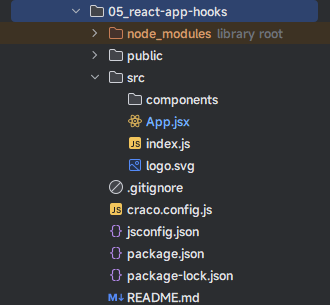 05_react-app-hooks
node_modules library root
public
src
components
App.jsx
JS index.js
logo.svg
.gitignore
JS craco.config.js
{} jsconfig.json
{} package.json
{} package-lock.json
M↓ README.md